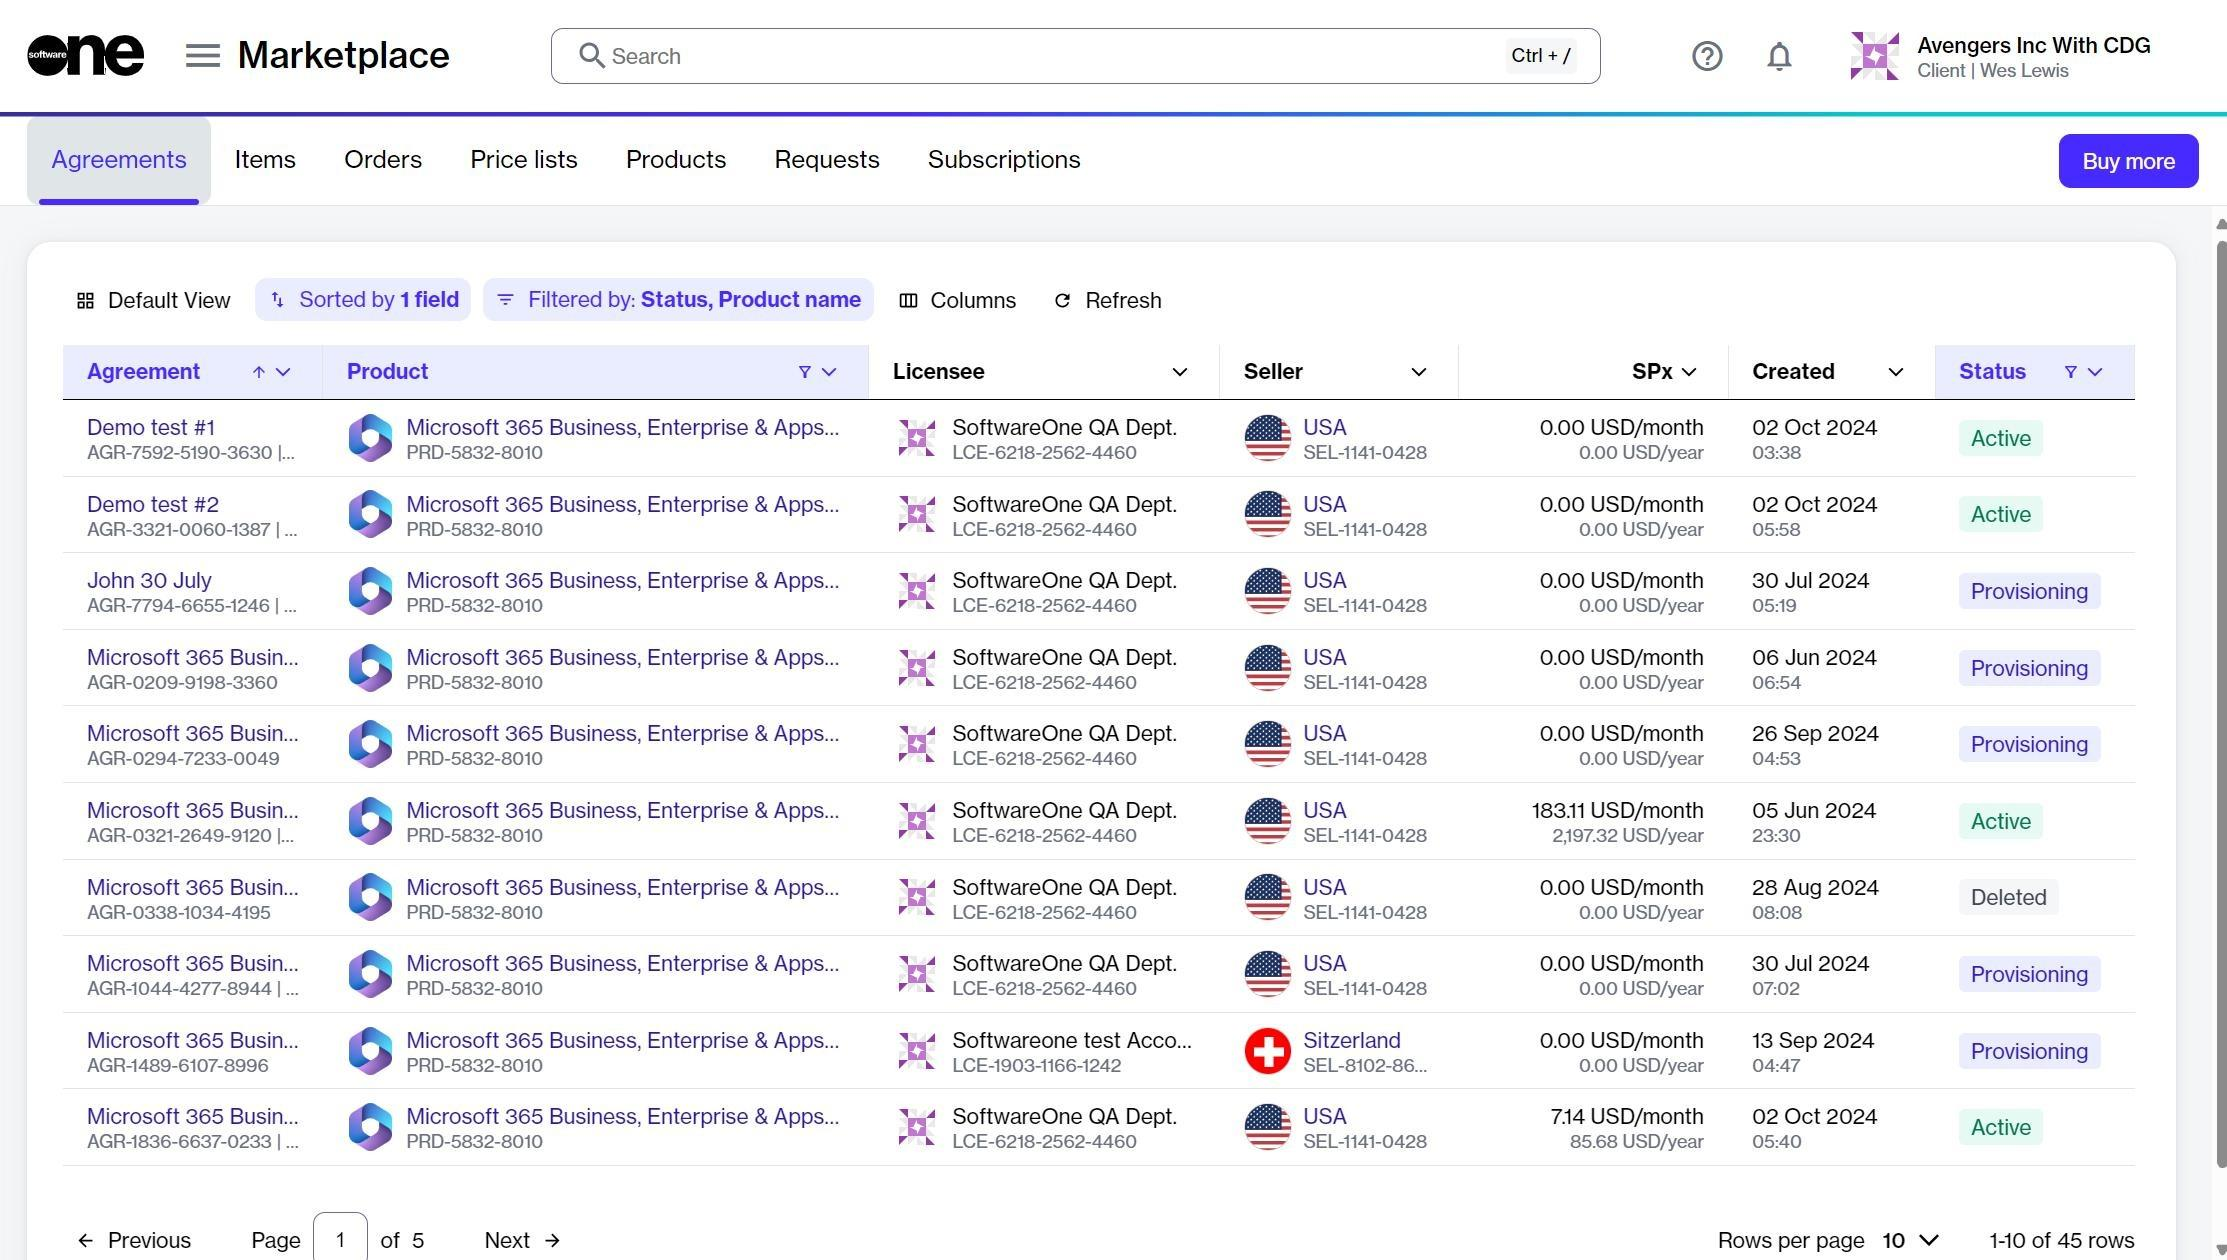 software one
Marketplace
Search
Ctrl + /
Avengers Inc With CDG
Client | Wes Lewis
Agreements Items Orders Price lists Products Requests Subscriptions Buy more
Default View Sorted by 1 field Filtered by: Status, Product name Columns Refresh
Agreement Product Licensee Seller SPx Created Status
Demo test #1 Microsoft 365 Business, Enterprise & Apps... SoftwareOne QA Dept. USA 0.00 USD/month 02 Oct 2024 Active
AGR-7592-5190-3630 |... PRD-5832-8010 LCE-6218-2562-4460 SEL-1141-0428 0.00 USD/year 03:38
Demo test #2 Microsoft 365 Business, Enterprise & Apps... SoftwareOne QA Dept. USA 0.00 USD/month 02 Oct 2024 Active
AGR-3321-0060-1387 | ... PRD-5832-8010 LCE-6218-2562-4460 SEL-1141-0428 0.00 USD/year 05:58
John 30 July Microsoft 365 Business, Enterprise & Apps... SoftwareOne QA Dept. USA 0.00 USD/month 30 Jul 2024 Provisioning
AGR-7794-6655-1246 | ... PRD-5832-8010 LCE-6218-2562-4460 SEL-1141-0428 0.00 USD/year 05:19
Microsoft 365 Busin... Microsoft 365 Business, Enterprise & Apps... SoftwareOne QA Dept. USA 0.00 USD/month 06 Jun 2024 Provisioning
AGR-0209-9198-3360 PRD-5832-8010 LCE-6218-2562-4460 SEL-1141-0428 0.00 USD/year 06:54
Microsoft 365 Busin... Microsoft 365 Business, Enterprise & Apps... SoftwareOne QA Dept. USA 0.00 USD/month 26 Sep 2024 Provisioning
AGR-0294-7233-0049 PRD-5832-8010 LCE-6218-2562-4460 SEL-1141-0428 0.00 USD/year 04:53
Microsoft 365 Busin... Microsoft 365 Business, Enterprise & Apps... SoftwareOne QA Dept. USA 183.11 USD/month 05 Jun 2024 Active
AGR-0321-2649-9120 |... PRD-5832-8010 LCE-6218-2562-4460 SEL-1141-0428 2,197.32 USD/year 23:30
Microsoft 365 Busin... Microsoft 365 Business, Enterprise & Apps... SoftwareOne QA Dept. USA 0.00 USD/month 28 Aug 2024 Deleted
AGR-0338-1034-4195 PRD-5832-8010 LCE-6218-2562-4460 SEL-1141-0428 0.00 USD/year 08:08
Microsoft 365 Busin... Microsoft 365 Business, Enterprise & Apps... SoftwareOne QA Dept. USA 0.00 USD/month 30 Jul 2024 Provisioning
AGR-1044-4277-8944 | ... PRD-5832-8010 LCE-6218-2562-4460 SEL-1141-0428 0.00 USD/year 07:02
Microsoft 365 Busin... Microsoft 365 Business, Enterprise & Apps... Softwareone test Acco... Sitzerland 0.00 USD/month 13 Sep 2024 Provisioning
AGR-1489-6107-8996 PRD-5832-8010 LCE-1903-1166-1242 SEL-8102-86... 0.00 USD/year 04:47
Microsoft 365 Busin... Microsoft 365 Business, Enterprise & Apps... SoftwareOne QA Dept. USA 7.14 USD/month 02 Oct 2024 Active
AGR-1836-6637-0233 | ... PRD-5832-8010 LCE-6218-2562-4460 SEL-1141-0428 85.68 USD/year 05:40
Previous Page 1 of 5 Next Rows per page 10 1-10 of 45 rows